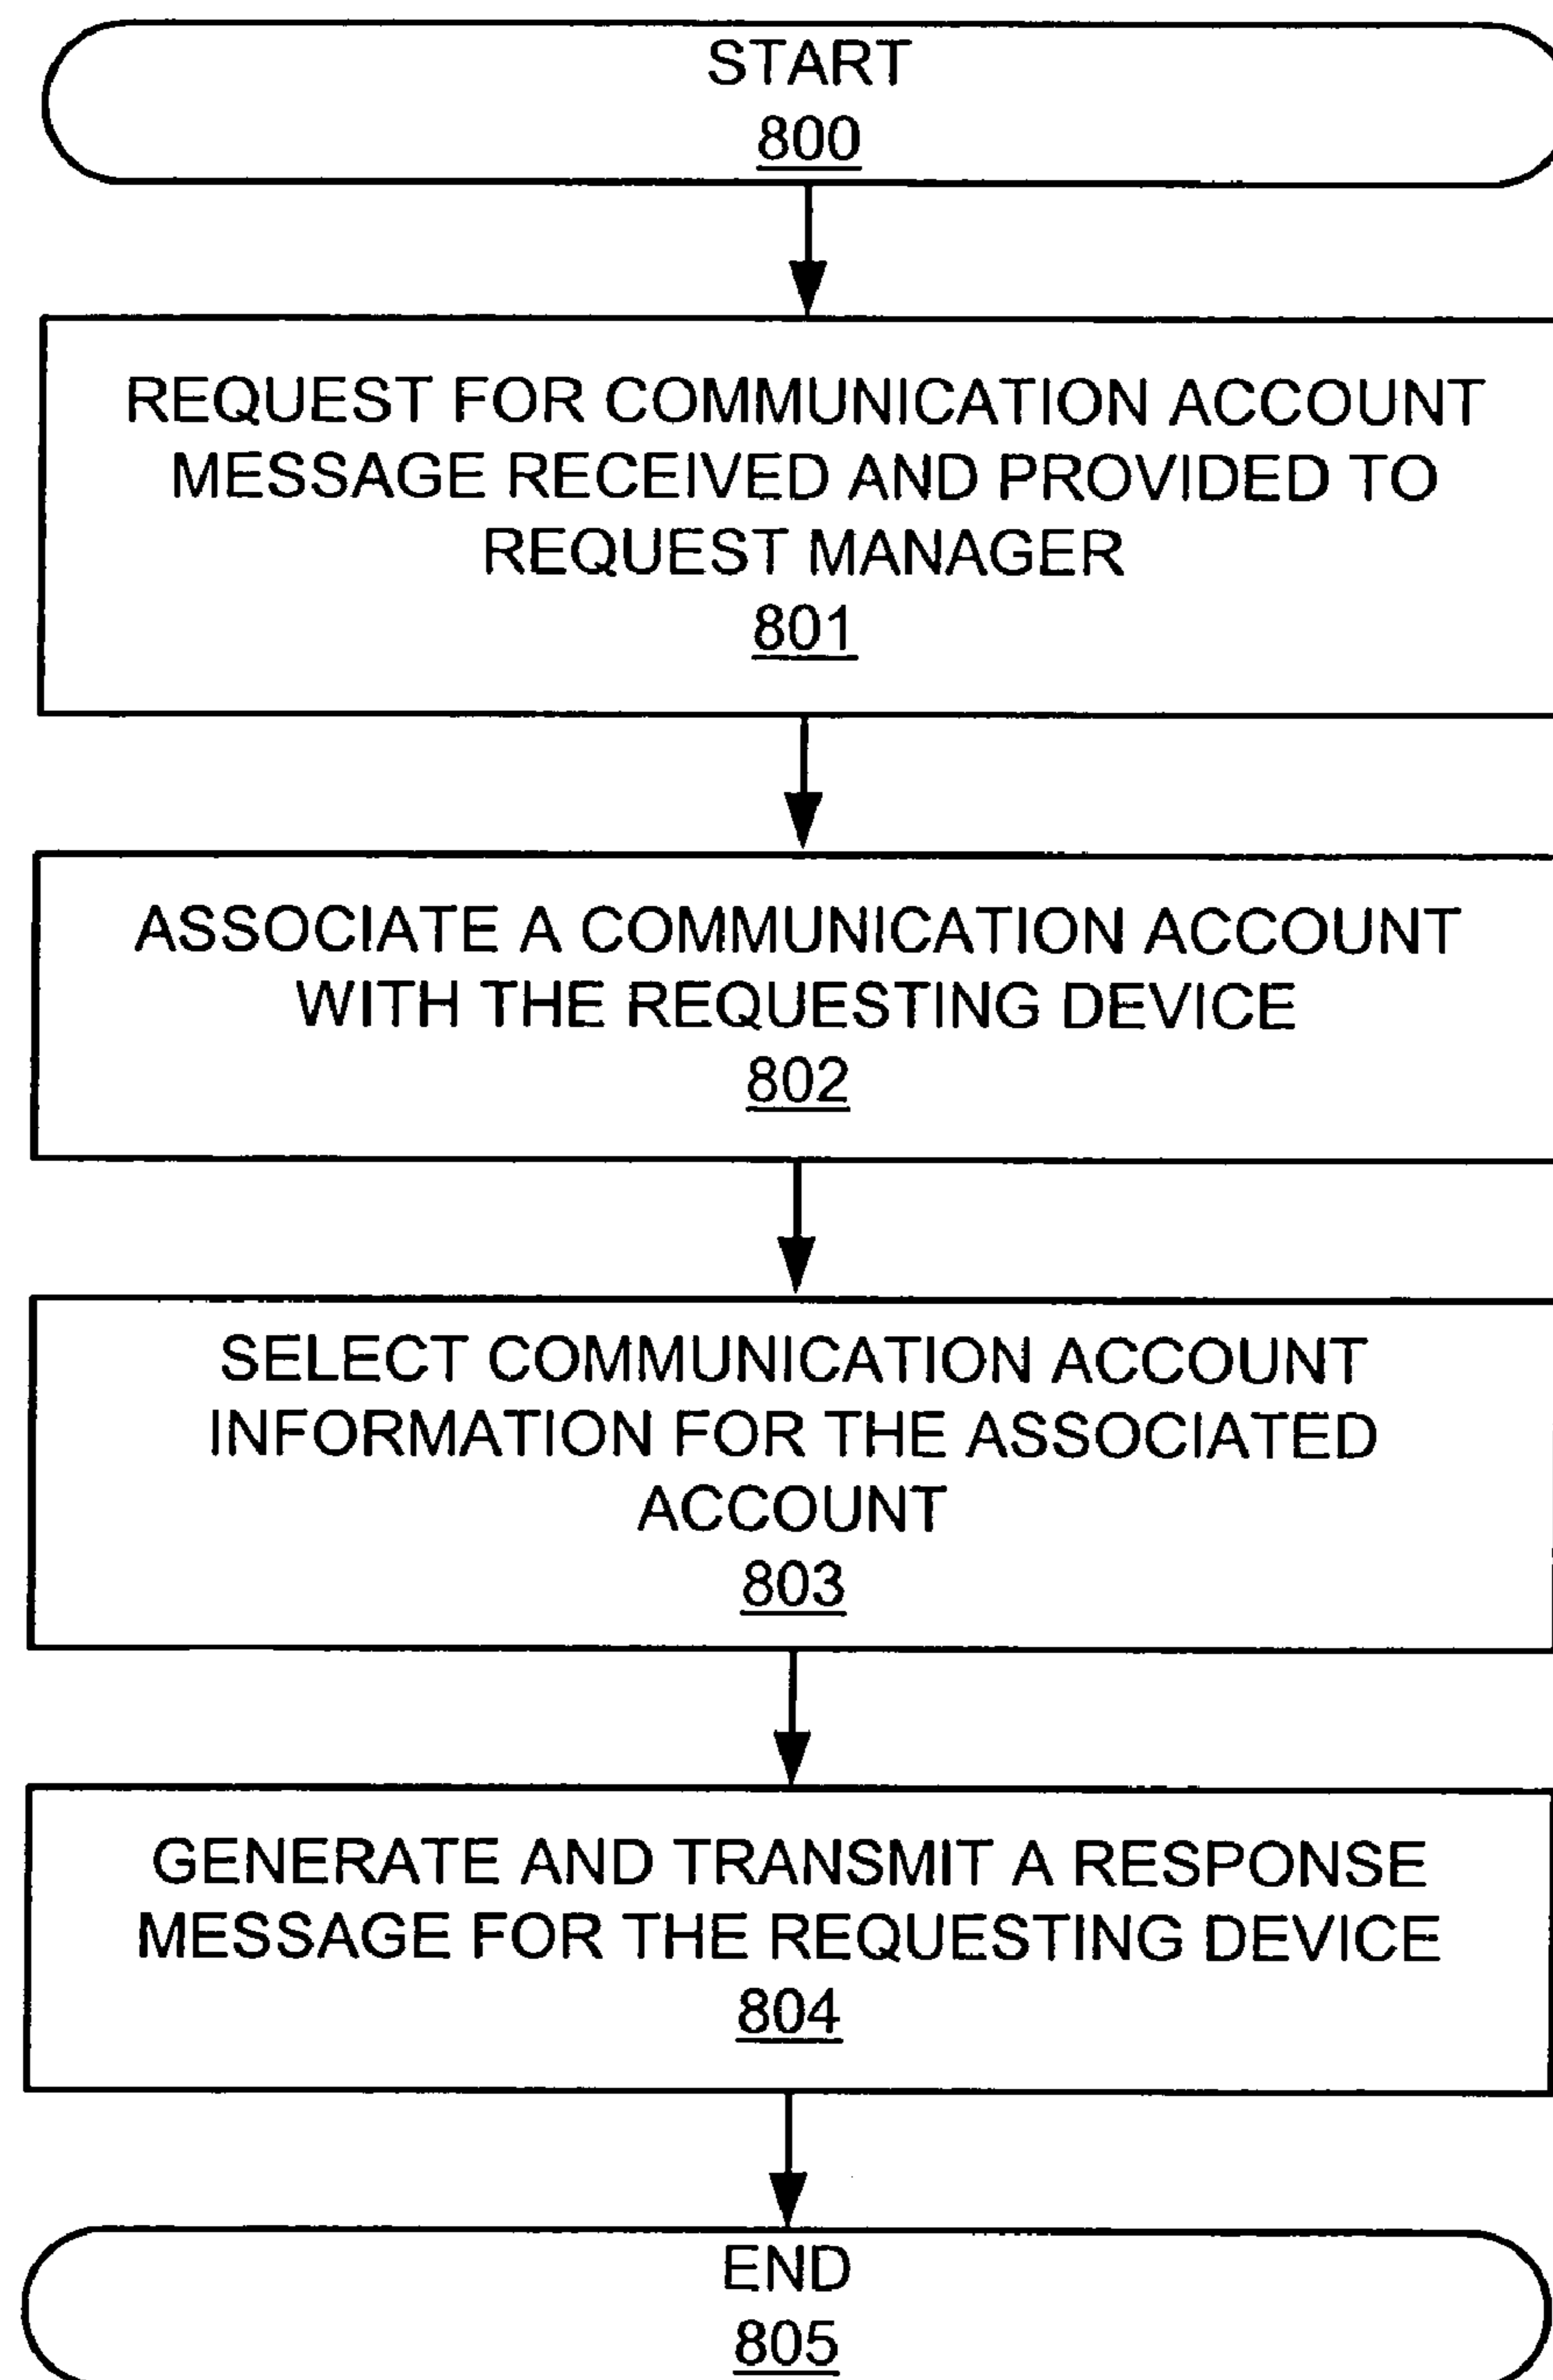 START
800
REQUEST FOR COMMUNICATION ACCOUNT
MESSAGE RECEIVED AND PROVIDED TO
REQUEST MANAGER
801
ASSOCIATE A COMMUNICATION ACCOUNT
WITH THE REQUESTING DEVICE
802
SELECT COMMUNICATION ACCOUNT
INFORMATION FOR THE ASSOCIATED
ACCOUNT
803
GENERATE AND TRANSMIT A RESPONSE
MESSAGE FOR THE REQUESTING DEVICE
804
END
805